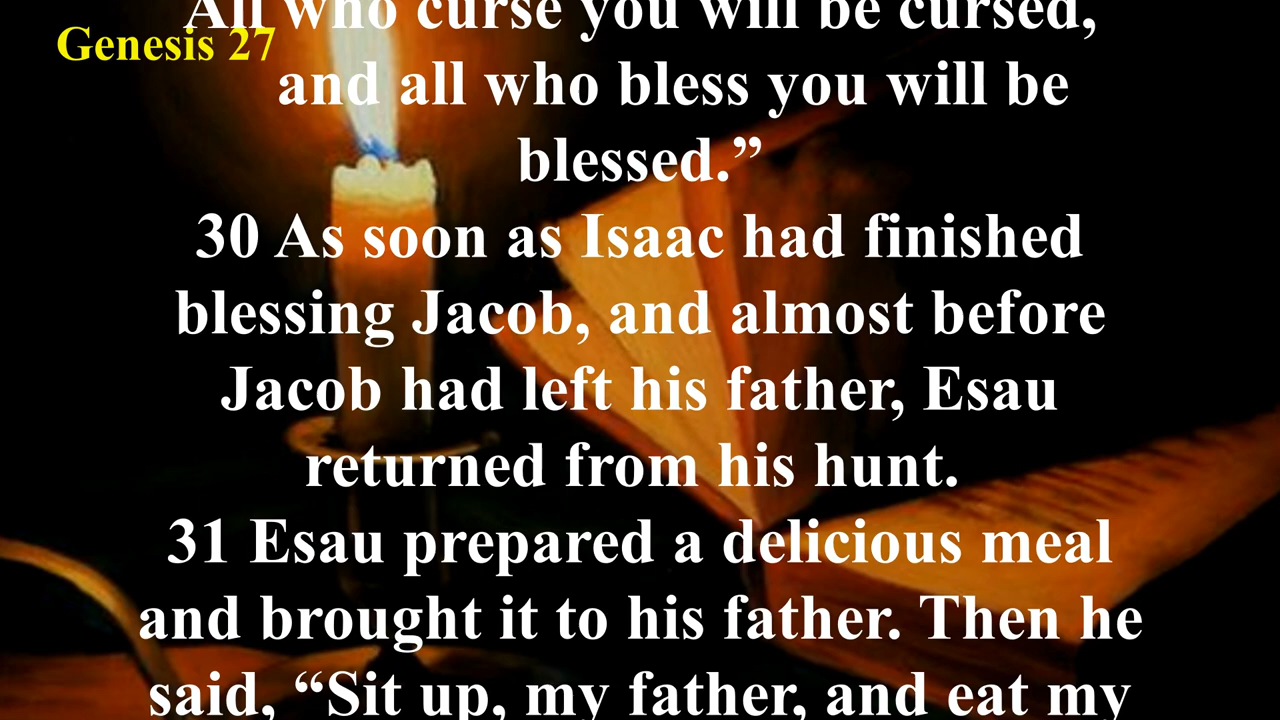 All who curse you will be cursed,
Genesis 27
and all who bless you will be
blessed.”
30 As soon as Isaac had finished
blessing Jacob, and almost before
Jacob had left his father, Esau
returned from his hunt.
31 Esau prepared a delicious meal
and brought it to his father. Then he
said, “Sit up, my father, and eat my